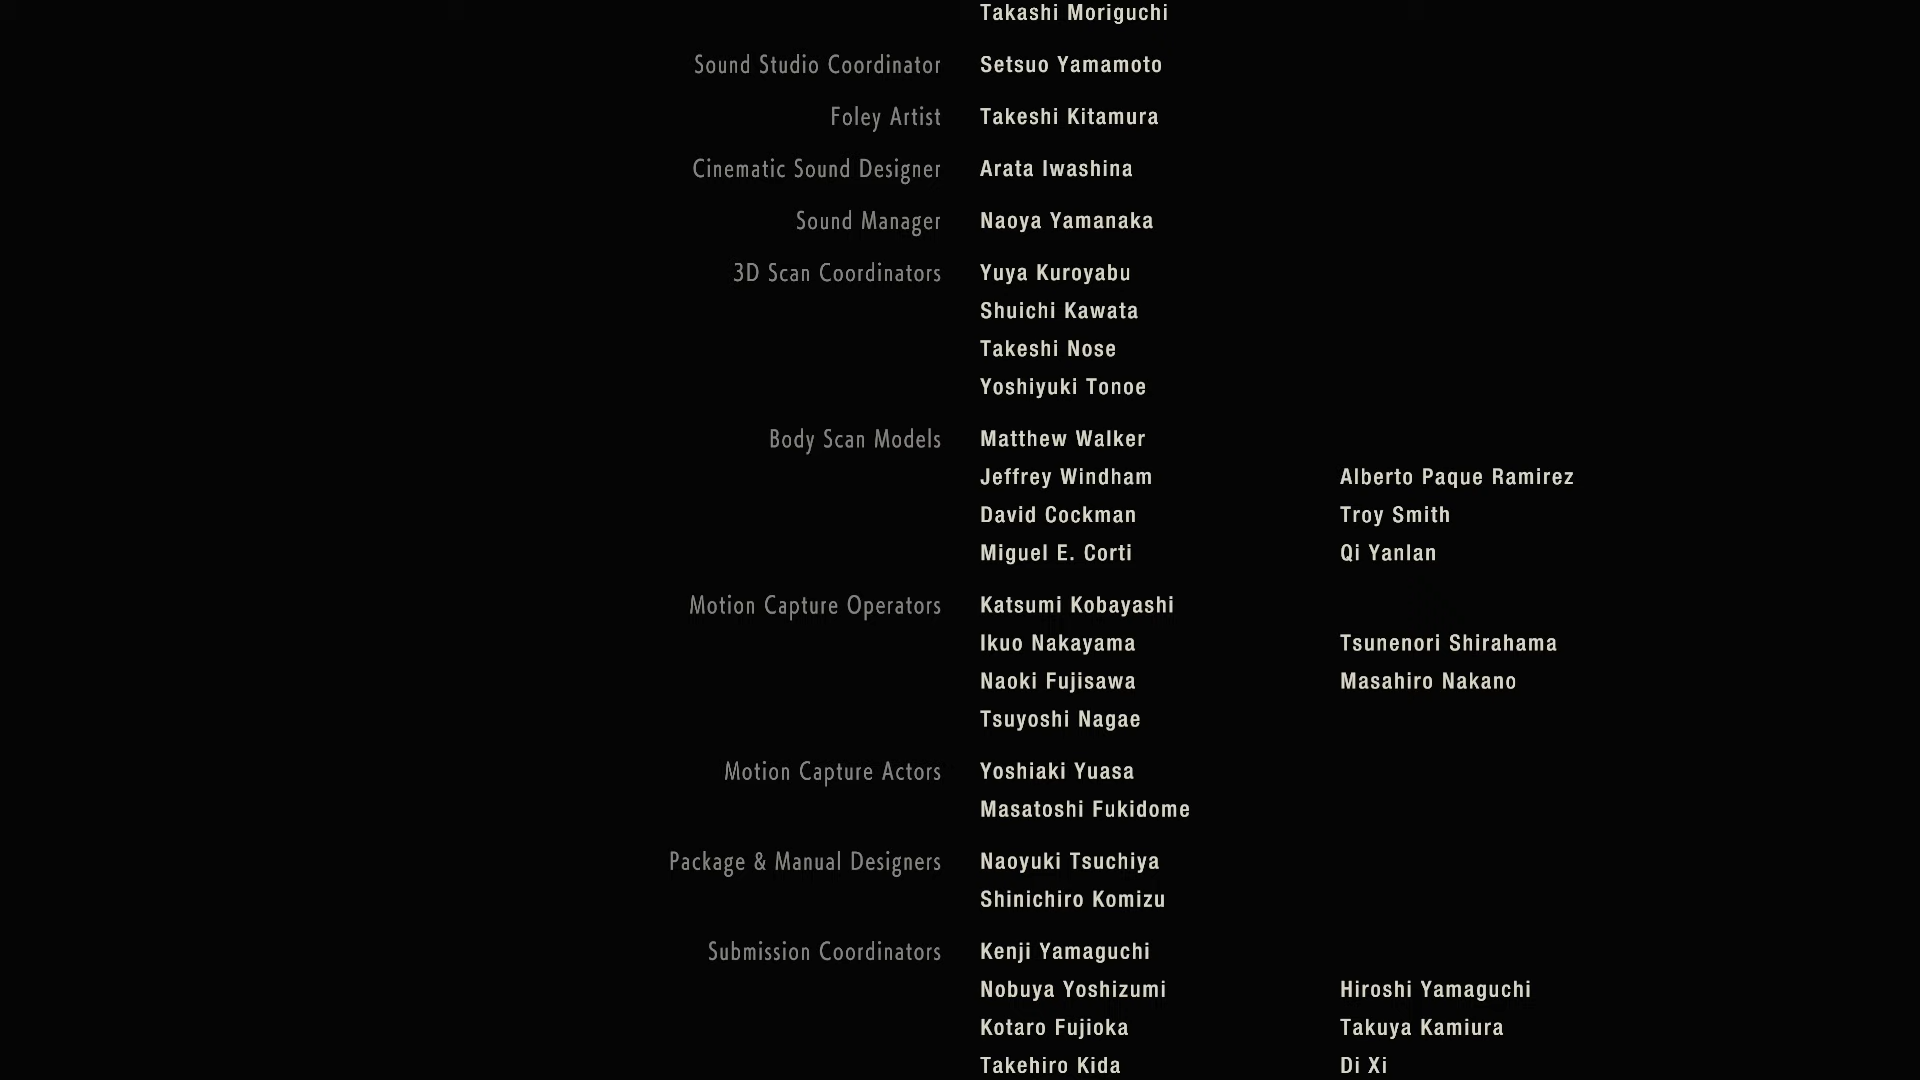 Takashi Moriguchi
Sound Studio Coordinator Setsuo Yamamoto
Foley Artist Takeshi Kitamura
Cinematic Sound Designer Arata Iwashina
Sound Manager Naoya Yamanaka
3D Scan Coordinators Yuya Kuroyabu
Shuichi Kawata
Takeshi Nose
Yoshiyuki Tonoe
Body Scan Models Matthew Walker
Jeffrey Windham Alberto Paque Ramirez
David Cockman Troy Smith
Miguel E. Corti Qi Yanlan
Motion Capture Operators Katsumi Kobayashi
Ikuo Nakayama Tsunenori Shirahama
Naoki Fujisawa Masahiro Nakano
Tsuyoshi Nagae
Motion Capture Actors Yoshiaki Yuasa
Masatoshi Fukidome
Package & Manual Designers Naoyuki Tsuchiya
Shinichiro Komizu
Submission Coordinators Kenji Yamaguchi
Nobuya Yoshizumi Hiroshi Yamaguchi
Kotaro Fujioka Takuya Kamiura
Takehiro Kida Di Xi